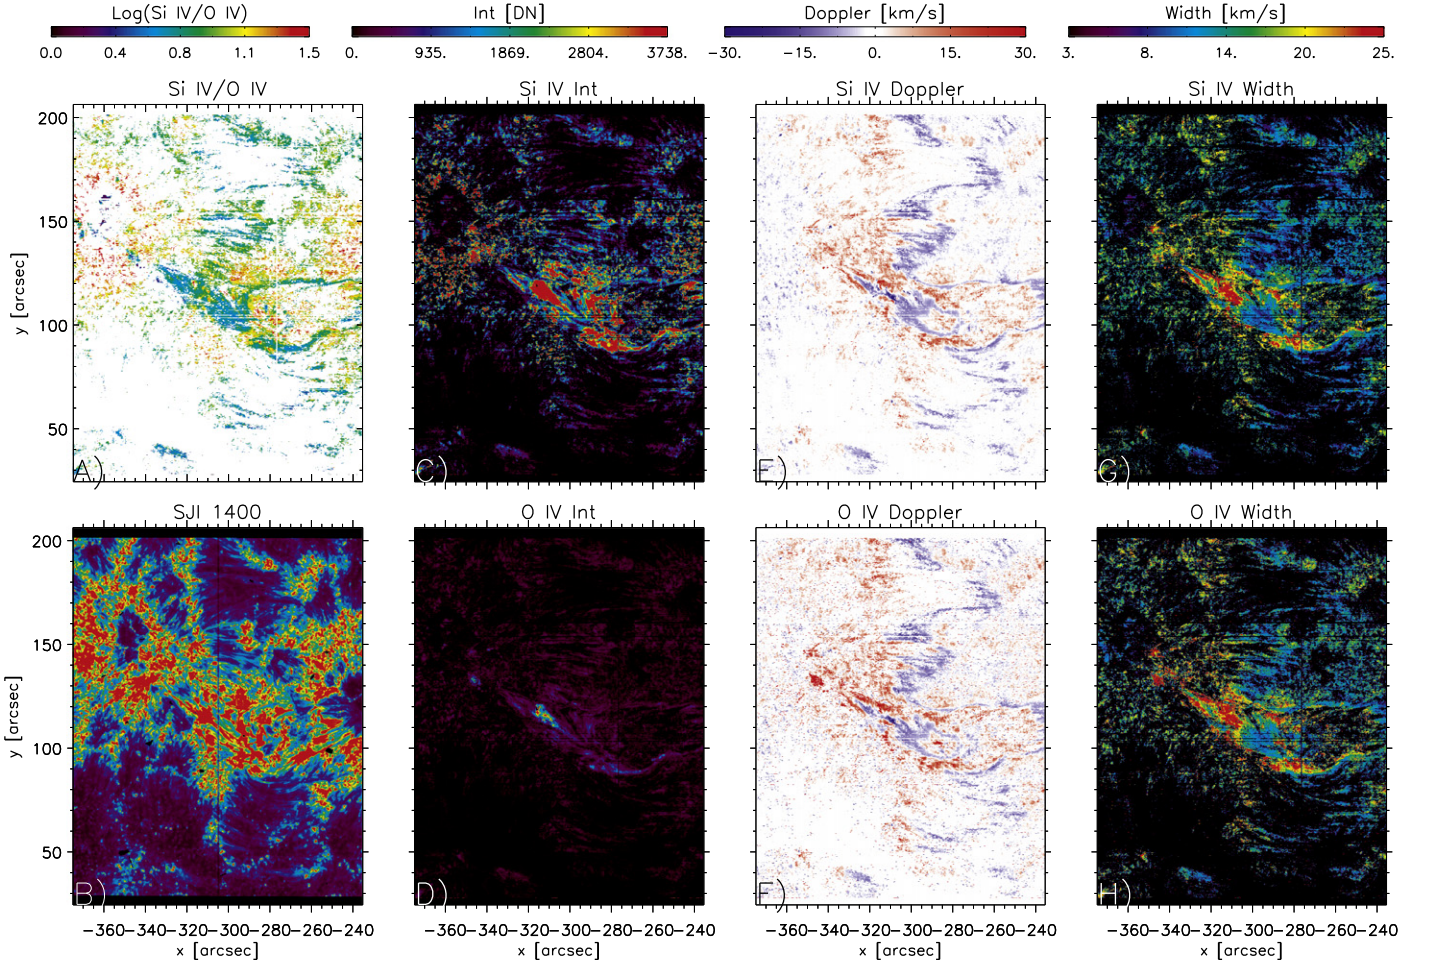 Log(Si IV/O IV) Int [DN] Doppler [km/s] Width [km/s]
0.0 0.4 0.8 1.1 1.5 0. 935. 1869. 2804. 3738. -30. -15. 0. 15. 30. 3. 8. 14. 20. 25.
Si IV/O IV Si IV Int Si IV Doppler Si IV Width
200
150
100
50
y [arcsec]
A) C) E) G)
SJI 1400 O IV Int O IV Doppler O IV Width
200
150
100
50
y [arcsec]
B) D) F) H)
-360-340-320-300-280-260-240 -360-340-320-300-280-260-240 -360-340-320-300-280-260-240 -360-340-320-300-280-260-240
x [arcsec] x [arcsec] x [arcsec] x [arcsec]